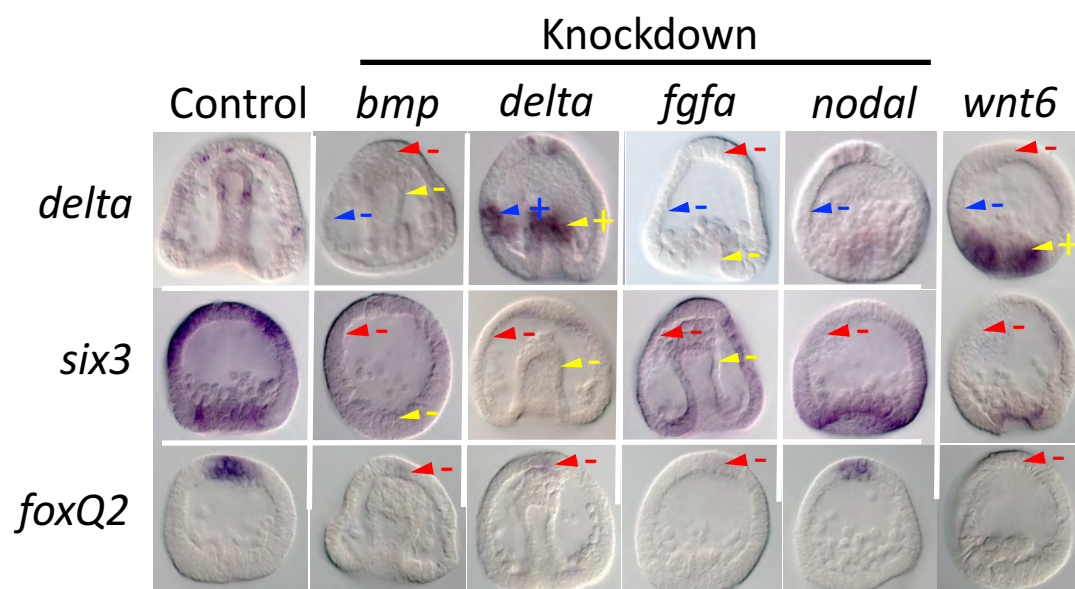 Knockdown
Control bmp delta fgfa nodal wnt6
delta - - - + + - - - - - - +
six3 - - - - - - - -
foxQ2 - - - -